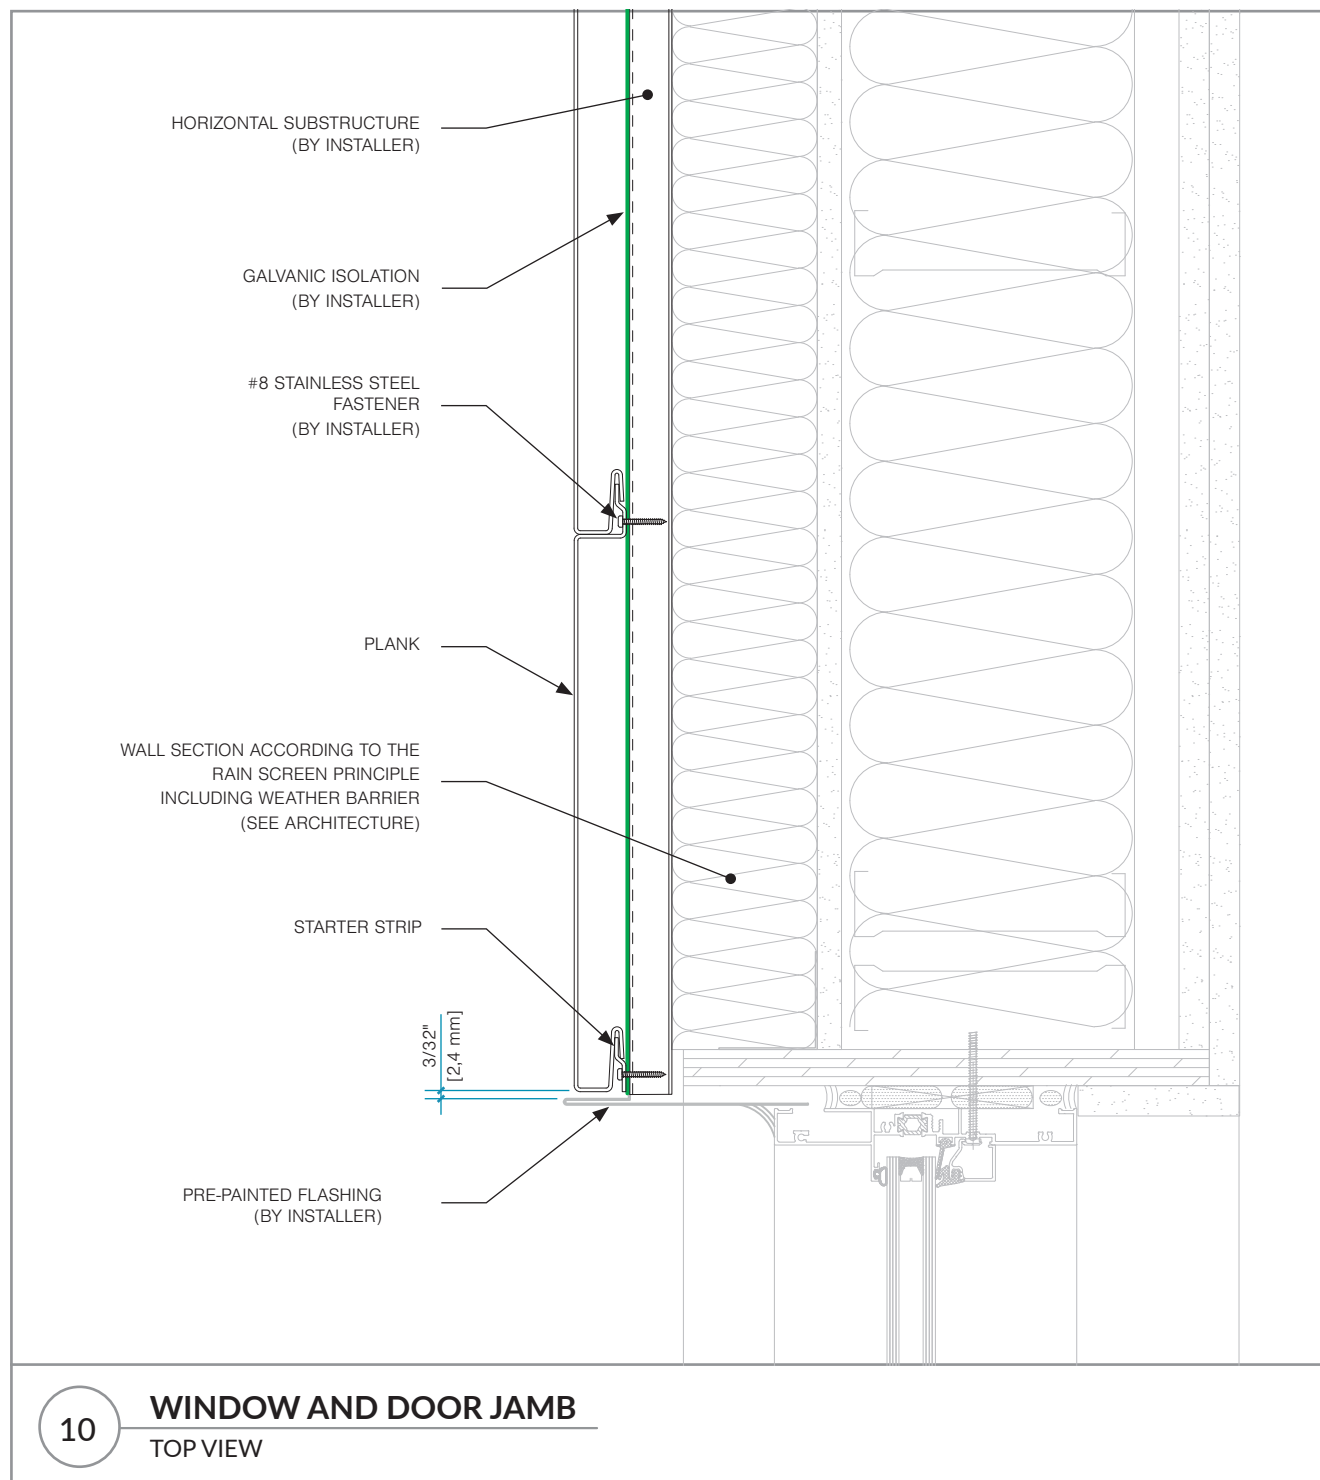 HORIZONTAL SUBSTRUCTURE
(BY INSTALLER)
GALVANIC ISOLATION
(BY INSTALLER)
#8 STAINLESS STEEL
FASTENER
(BY INSTALLER)
PLANK
WALL SECTION ACCORDING TO THE
RAIN SCREEN PRINCIPLE
INCLUDING WEATHER BARRIER
(SEE ARCHITECTURE)
STARTER STRIP
3/32"
[2,4 mm]
PRE-PAINTED FLASHING
(BY INSTALLER)
10
WINDOW AND DOOR JAMB
TOP VIEW